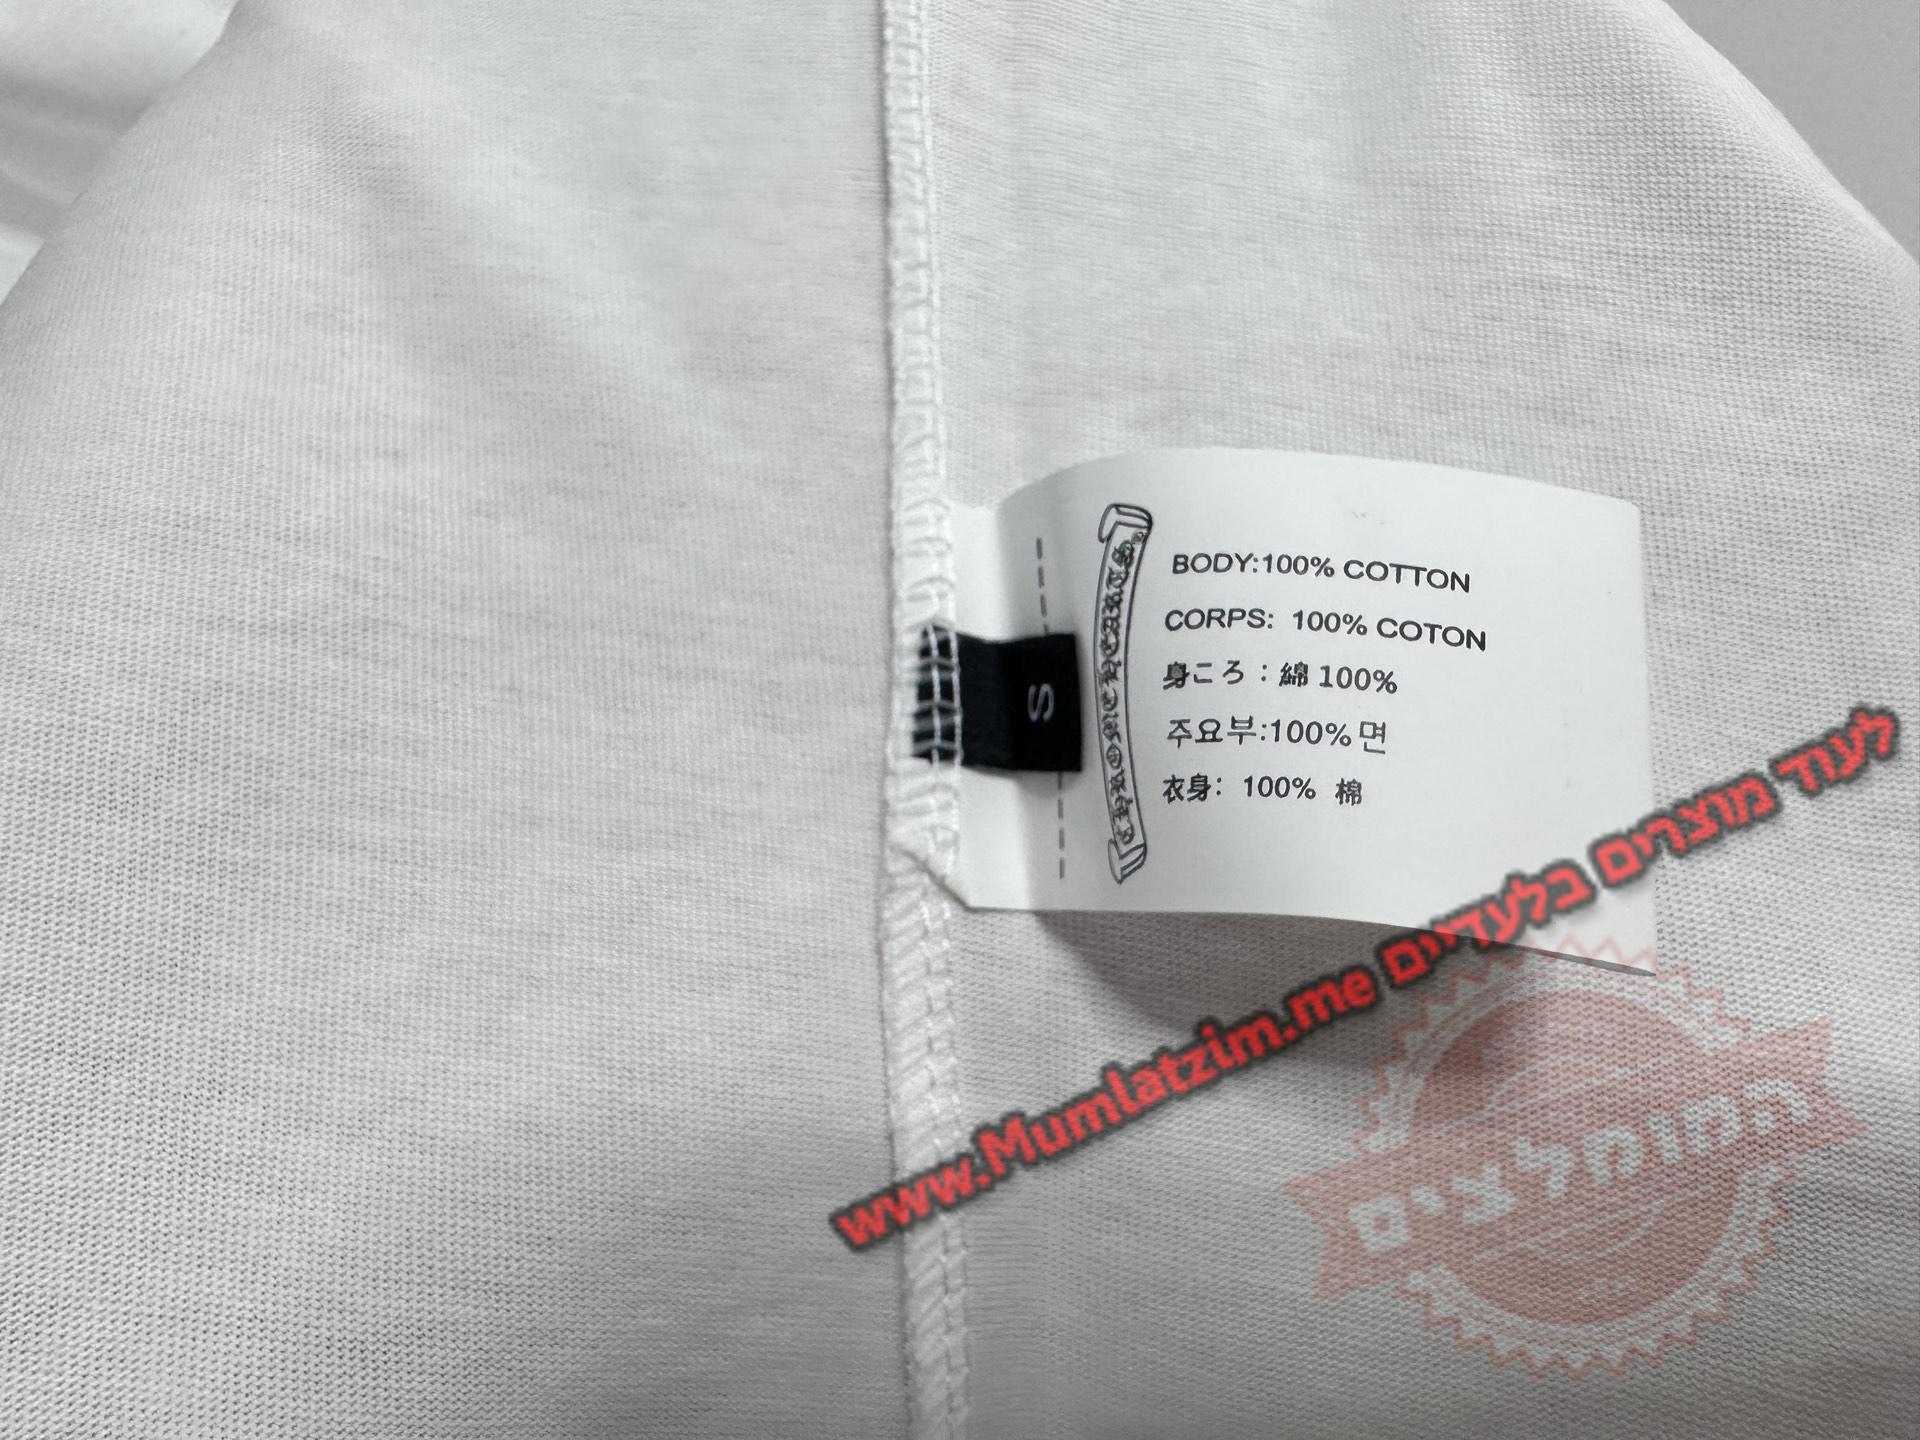 BODY:100% COTTON
CORPS: 100% COTON
身ころ：綿 100%
주요부:100% 면
衣身： 100% 棉
S
www.Mumlatzim.me לעוד מוצרים בלעדיים
המומלצים